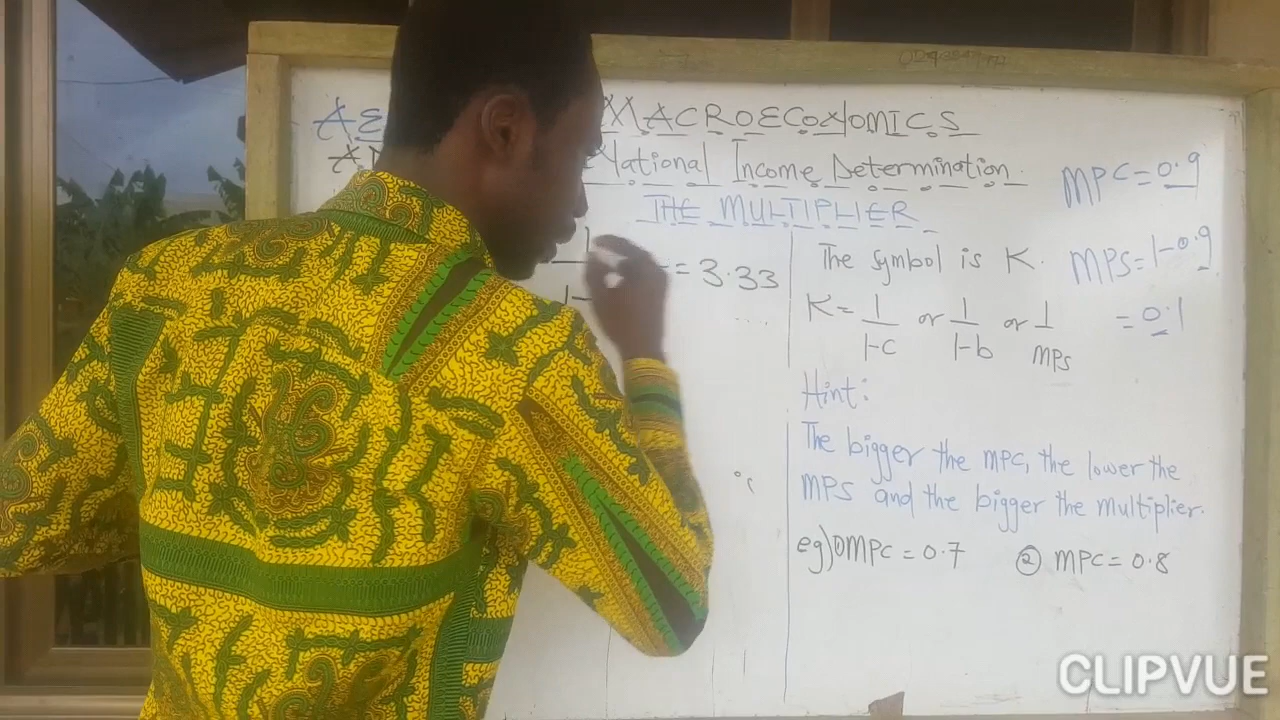 MACROECONOMICS
National Income Determination
THE MULTIPLIER
MPC = 0.9
MPS = 1-0.9
= 0.1
1
1-
= 3.33
The symbol is K.
K = 1/1-c or 1/1-b or 1/MPS
Hint:
The bigger the MPC, the lower the
MPS and the bigger the multiplier.
eg) ① MPC = 0.7 ② MPC = 0.8
CLIPVUE